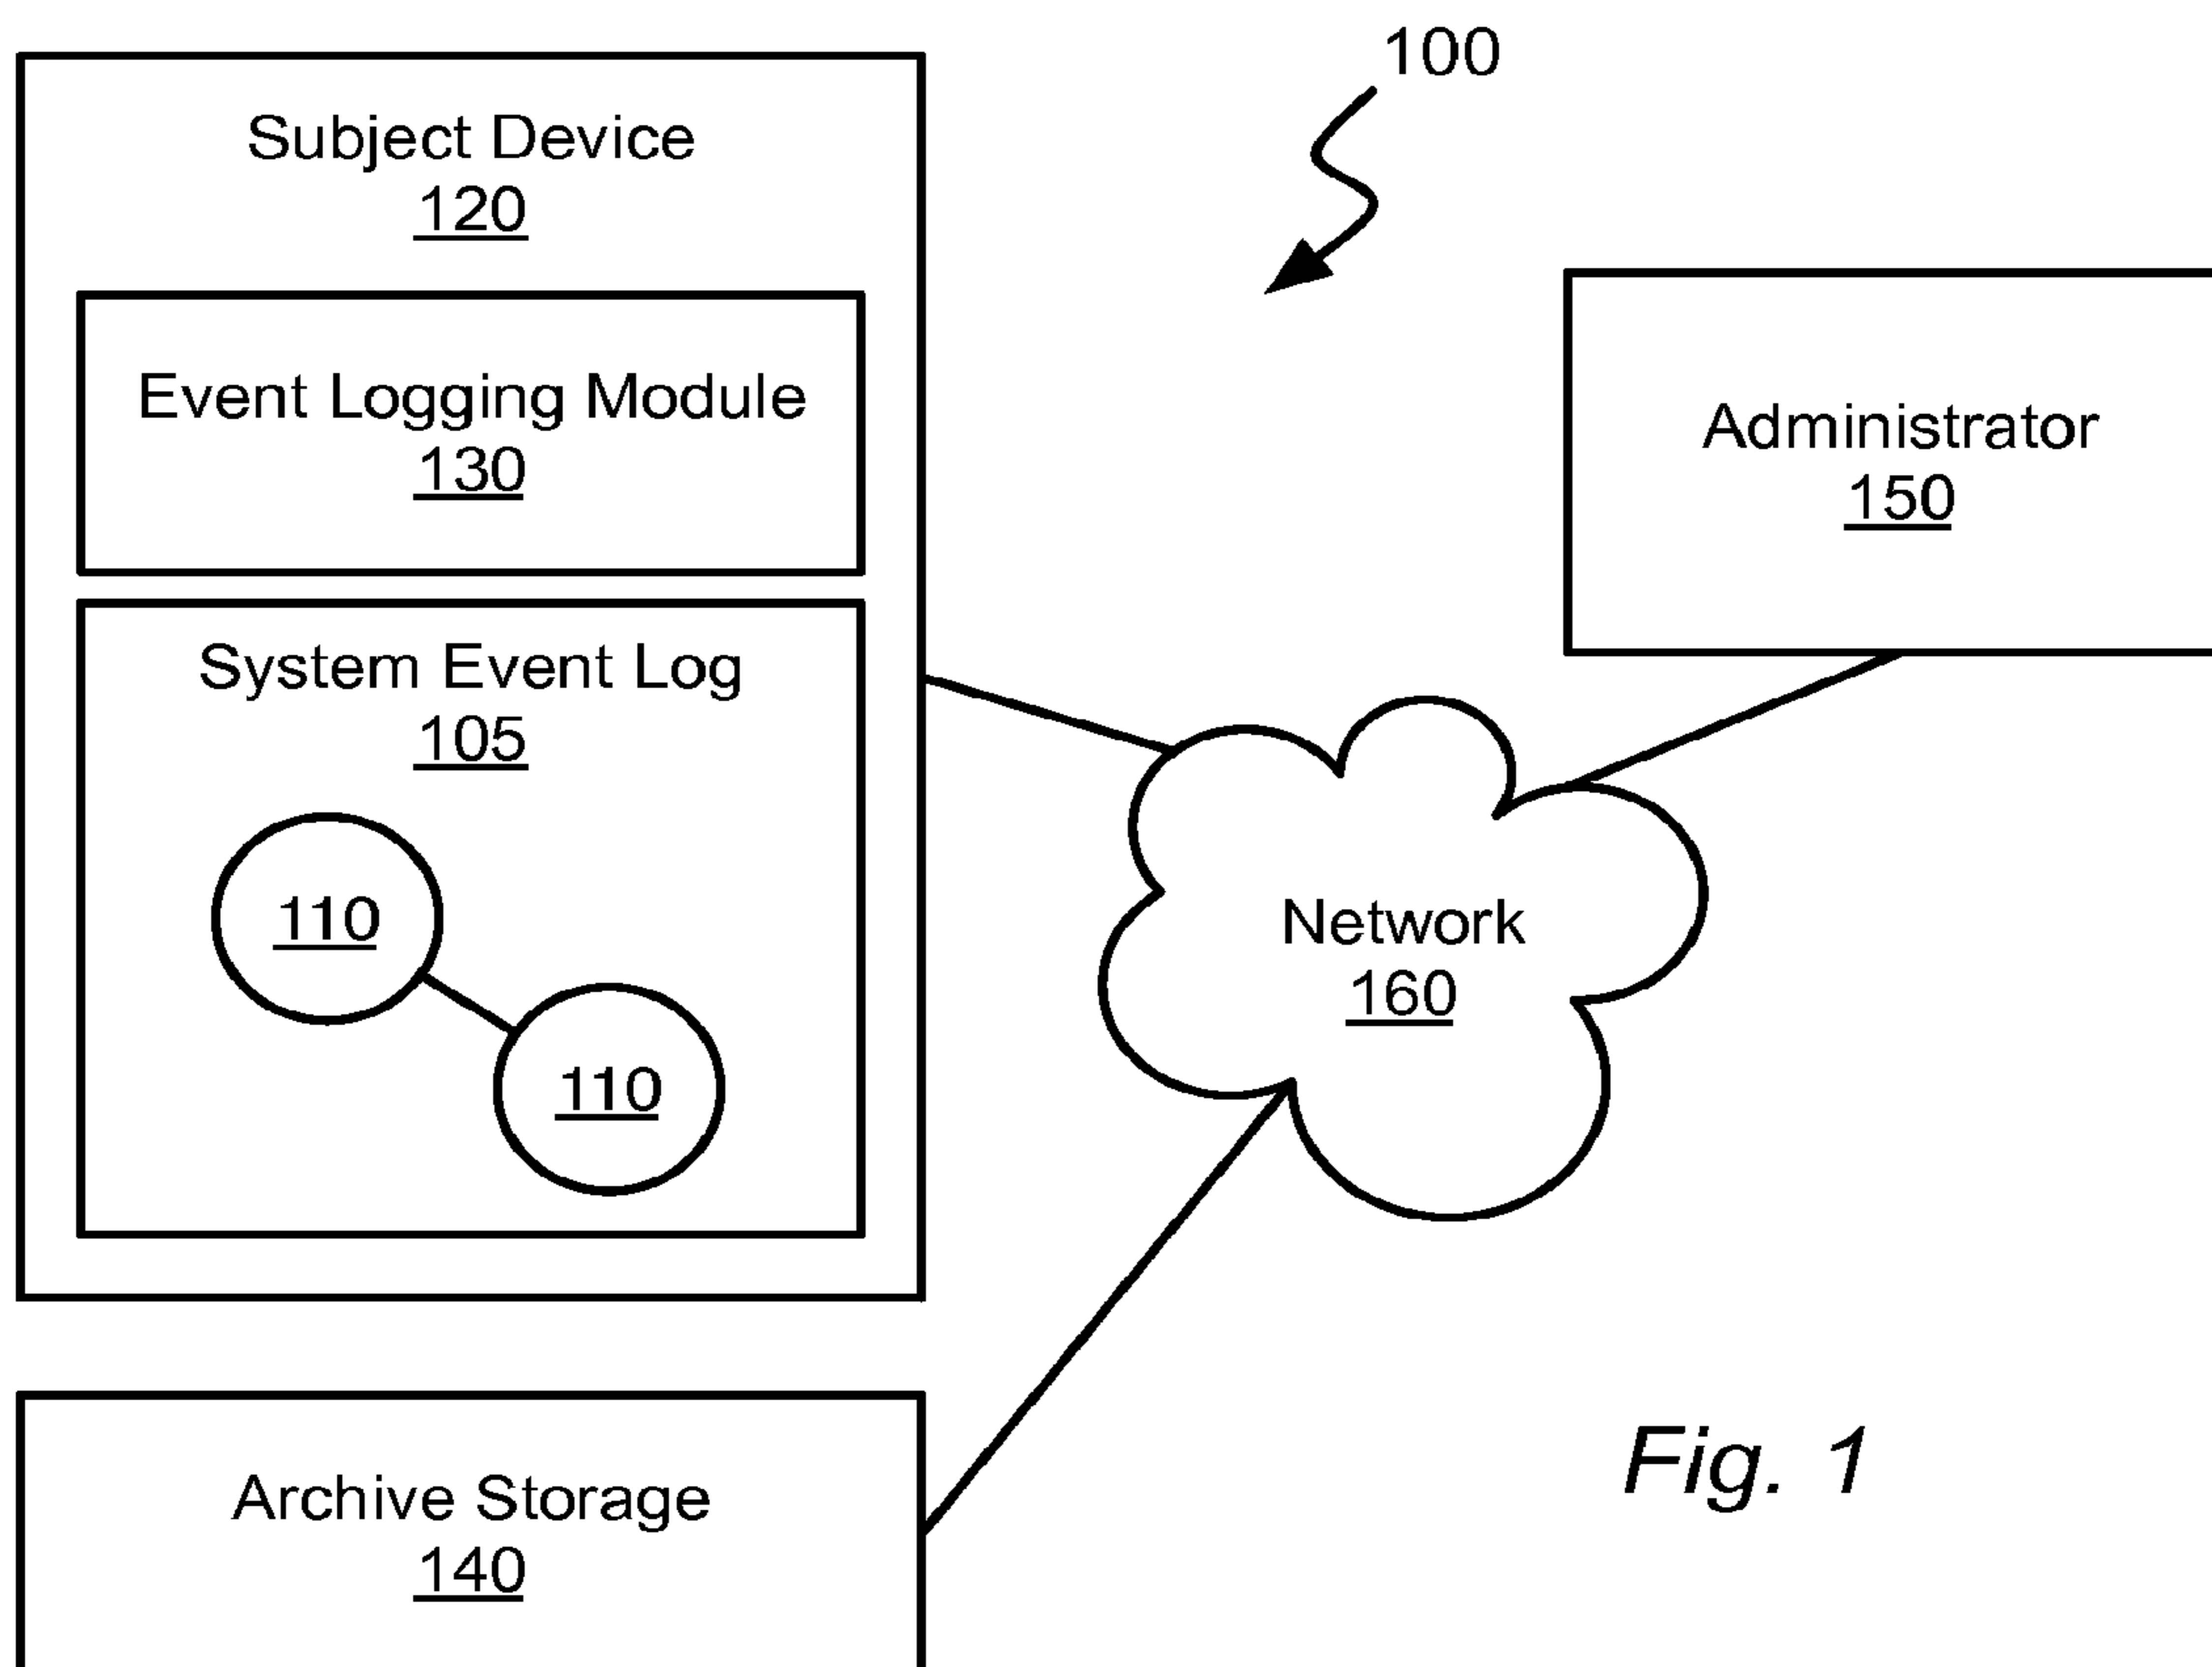 100
Subject Device
120
Event Logging Module
130
Administrator
150
System Event Log
105
110
110
Network
160
Archive Storage
140
Fig. 1